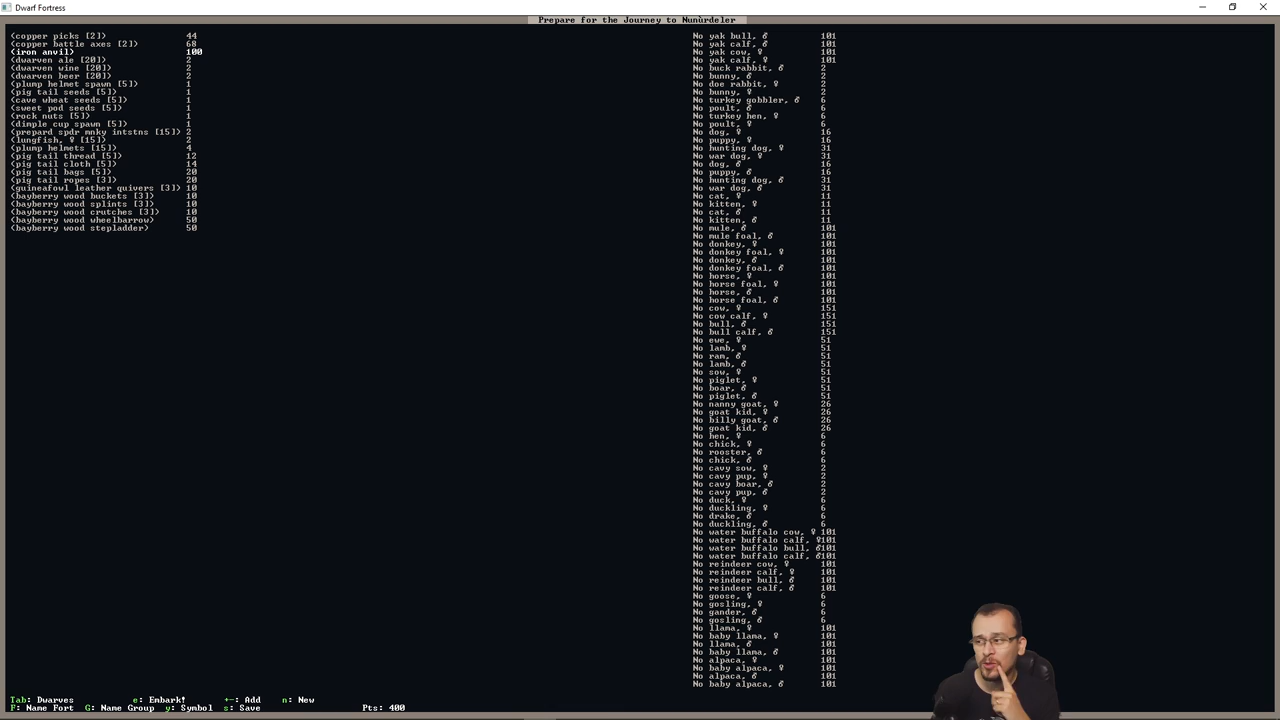 Dwarf Fortress
Prepare for the Journey to Nunùrdeler
(copper picks [2]) 44
(copper battle axes [2]) 68
(iron anvil) 100
(dwarven ale [20]) 2
(dwarven wine [20]) 2
(dwarven beer [20]) 2
(plump helmet spawn [5]) 1
(pig tail seeds [5]) 1
(cave wheat seeds [5]) 1
(sweet pod seeds [5]) 1
(rock nuts [5]) 1
(dimple cup spawn [5]) 1
(prepard spdr mnky intstns [15]) 2
(lungfish, ♀ [15]) 2
(plump helmets [15]) 4
(pig tail thread [5]) 12
(pig tail cloth [5]) 14
(pig tail bags [5]) 20
(pig tail ropes [3]) 20
(guineafowl leather quivers [3]) 10
(bayberry wood buckets [3]) 10
(bayberry wood splints [3]) 10
(bayberry wood crutches [3]) 10
(bayberry wood wheelbarrow) 50
(bayberry wood stepladder) 50
No yak bull, ♂ 101
No yak calf, ♂ 101
No yak cow, ♀ 101
No yak calf, ♀ 101
No buck rabbit, ♂ 2
No bunny, ♂ 2
No doe rabbit, ♀ 2
No bunny, ♀ 2
No turkey gobbler, ♂ 6
No poult, ♂ 6
No turkey hen, ♀ 6
No poult, ♀ 6
No dog, ♀ 16
No puppy, ♀ 16
No hunting dog, ♀ 31
No war dog, ♀ 31
No dog, ♂ 16
No puppy, ♂ 16
No hunting dog, ♂ 31
No war dog, ♂ 31
No cat, ♀ 11
No kitten, ♀ 11
No cat, ♂ 11
No kitten, ♂ 11
No mule, ♂ 101
No mule foal, ♂ 101
No donkey, ♀ 101
No donkey foal, ♀ 101
No donkey, ♂ 101
No donkey foal, ♂ 101
No horse, ♀ 101
No horse foal, ♀ 101
No horse, ♂ 101
No horse foal, ♂ 101
No cow, ♀ 151
No cow calf, ♀ 151
No bull, ♂ 151
No bull calf, ♂ 151
No ewe, ♀ 51
No lamb, ♀ 51
No ram, ♂ 51
No lamb, ♂ 51
No sow, ♀ 51
No piglet, ♀ 51
No boar, ♂ 51
No piglet, ♂ 51
No nanny goat, ♀ 26
No goat kid, ♀ 26
No billy goat, ♂ 26
No goat kid, ♂ 26
No hen, ♀ 6
No chick, ♀ 6
No rooster, ♂ 6
No chick, ♂ 6
No cavy sow, ♀ 2
No cavy pup, ♀ 2
No cavy boar, ♂ 2
No cavy pup, ♂ 2
No duck, ♀ 6
No duckling, ♀ 6
No drake, ♂ 6
No duckling, ♂ 6
No water buffalo cow, ♀ 101
No water buffalo calf, ♀101
No water buffalo bull, ♂101
No water buffalo calf, ♂101
No reindeer cow, ♀ 101
No reindeer calf, ♀ 101
No reindeer bull, ♂ 101
No reindeer calf, ♂ 101
No goose, ♀ 6
No gosling, ♀ 6
No gander, ♂ 6
No gosling, ♂ 6
No llama, ♀ 101
No baby llama, ♀ 101
No llama, ♂ 101
No baby llama, ♂ 101
No alpaca, ♀ 101
No baby alpaca, ♀ 101
No alpaca, ♂ 101
No baby alpaca, ♂ 101
Tab: Dwarves e: Embark! +-: Add n: New
F: Name Fort G: Name Group y: Symbol s: Save Pts: 400